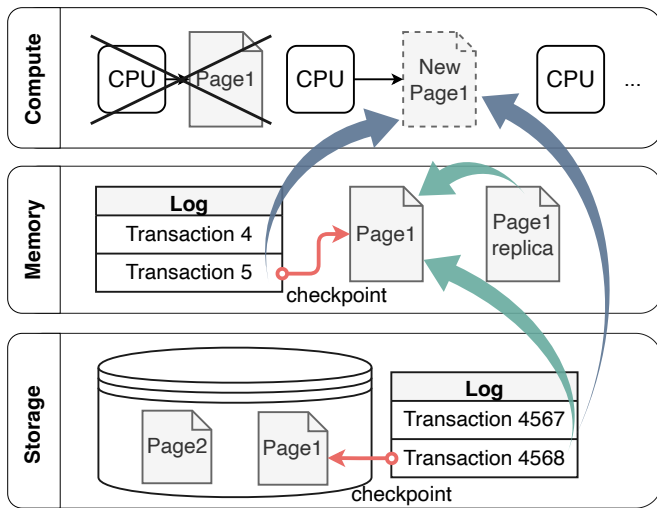 Compute
CPU
Page1
CPU
New
Page1
CPU
...
Memory
Log
Transaction 4
Transaction 5
checkpoint
Page1
Page1
replica
Storage
Page2
Page1
Log
Transaction 4567
Transaction 4568
checkpoint